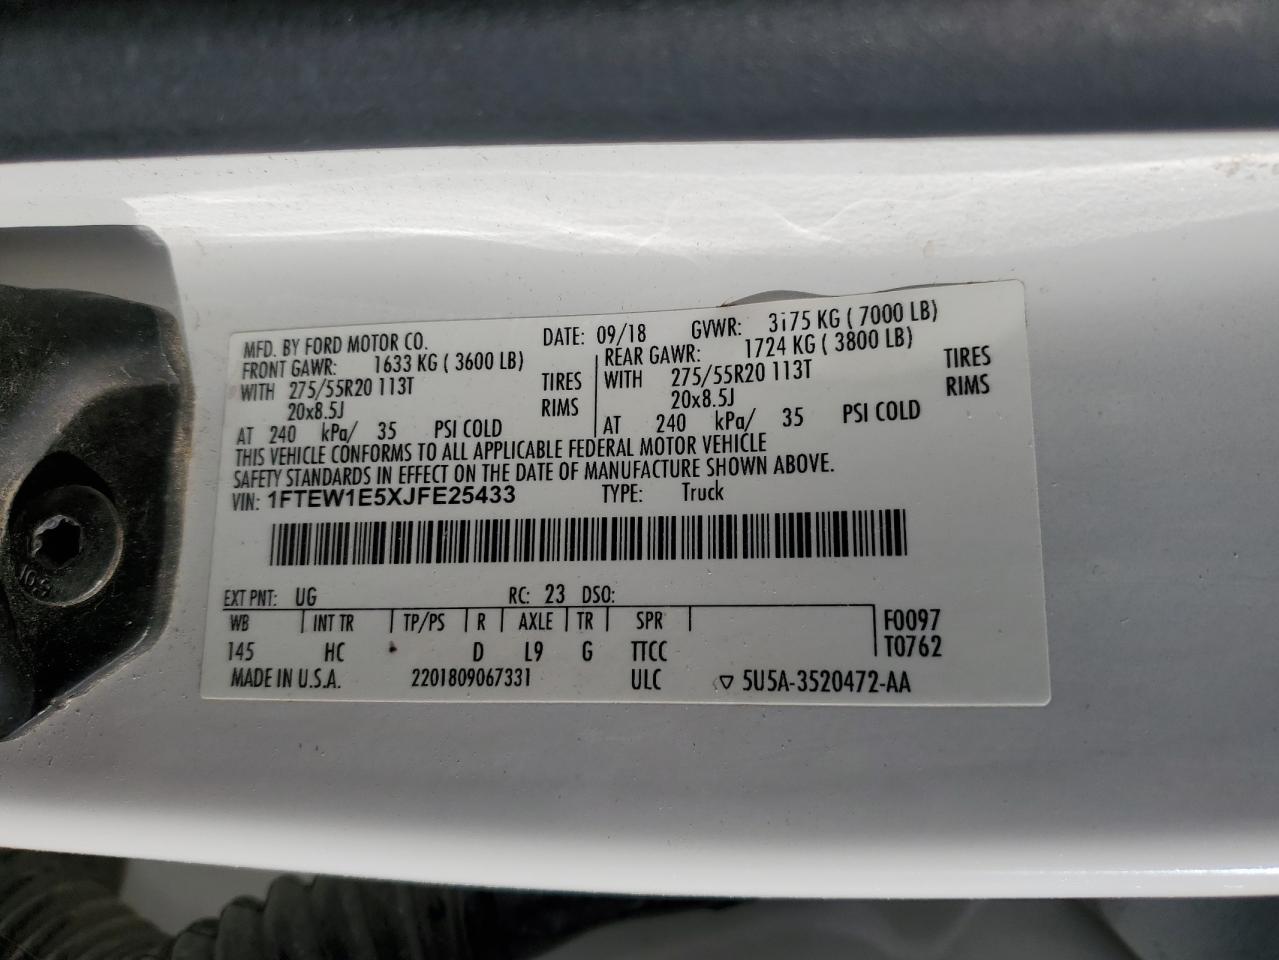 MFD. BY FORD MOTOR CO. DATE: 09/18 GVWR: 3175 KG ( 7000 LB)
FRONT GAWR: 1633 KG ( 3600 LB) REAR GAWR: 1724 KG ( 3800 LB)
WITH 275/55R20 113T TIRES WITH 275/55R20 113T TIRES
20x8.5J RIMS 20x8.5J RIMS
AT 240 kPa/ 35 PSI COLD AT 240 kPa/ 35 PSI COLD
THIS VEHICLE CONFORMS TO ALL APPLICABLE FEDERAL MOTOR VEHICLE
SAFETY STANDARDS IN EFFECT ON THE DATE OF MANUFACTURE SHOWN ABOVE.
VIN: 1FTEW1E5XJFE25433 TYPE: Truck
EXT PNT: UG RC: 23 DSO:
WB INT TR TP/PS R AXLE TR SPR F0097
145 HC D L9 G TTCC T0762
MADE IN U.S.A. 2201809067331 ULC ▽ 5U5A-3520472-AA
10.9